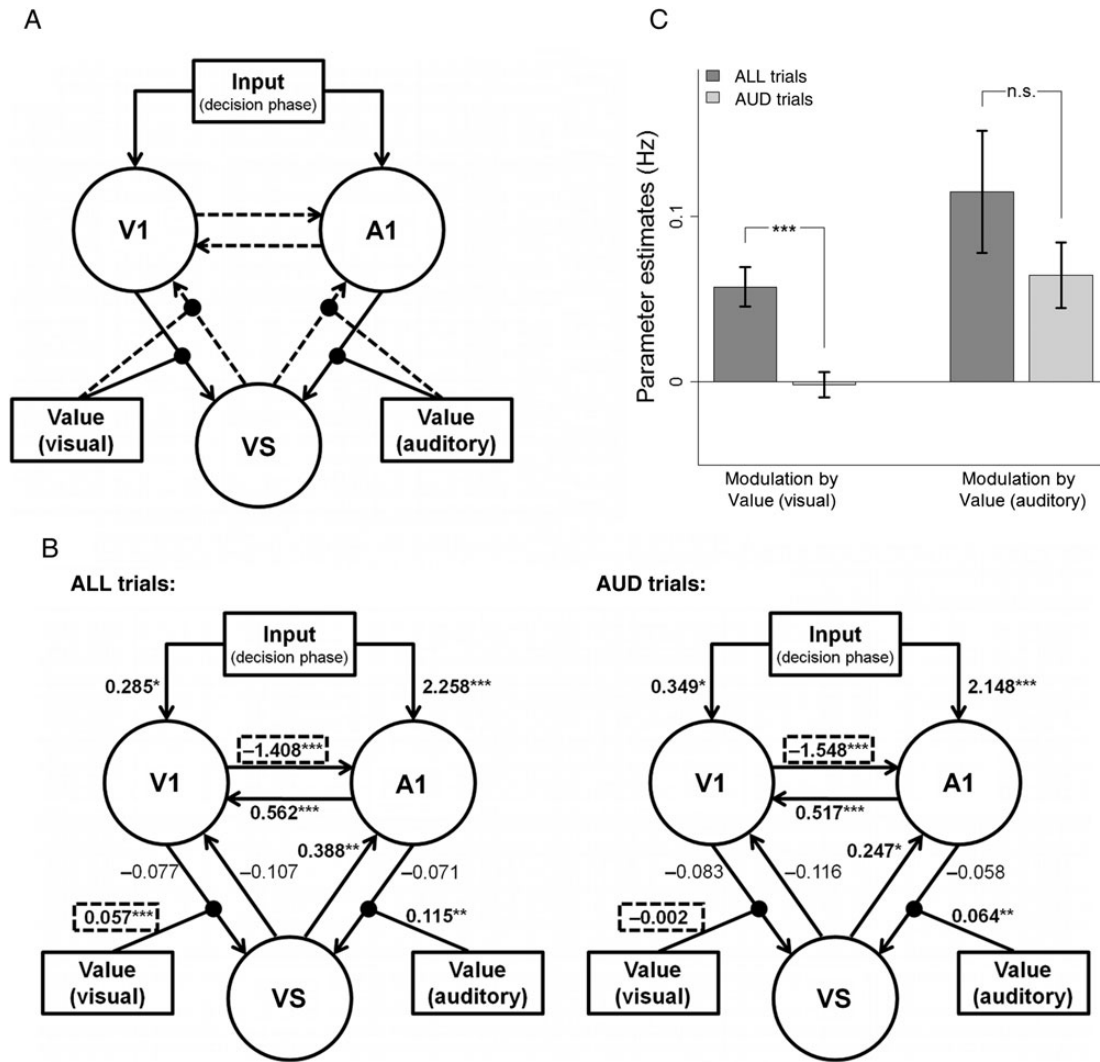 A
Input
(decision phase)
V1
A1
VS
Value
(visual)
Value
(auditory)
C
ALL trials
AUD trials
Parameter estimates (Hz)
0.1
0
***
n.s.
Modulation by
Value (visual)
Modulation by
Value (auditory)
B
ALL trials:
Input
(decision phase)
0.285*
2.258***
V1
A1
–1.408***
0.562***
–0.077
–0.107
0.388**
–0.071
0.057***
0.115**
Value
(visual)
VS
Value
(auditory)
AUD trials:
Input
(decision phase)
0.349*
2.148***
V1
A1
–1.548***
0.517***
–0.083
–0.116
0.247*
–0.058
–0.002
0.064**
Value
(visual)
VS
Value
(auditory)